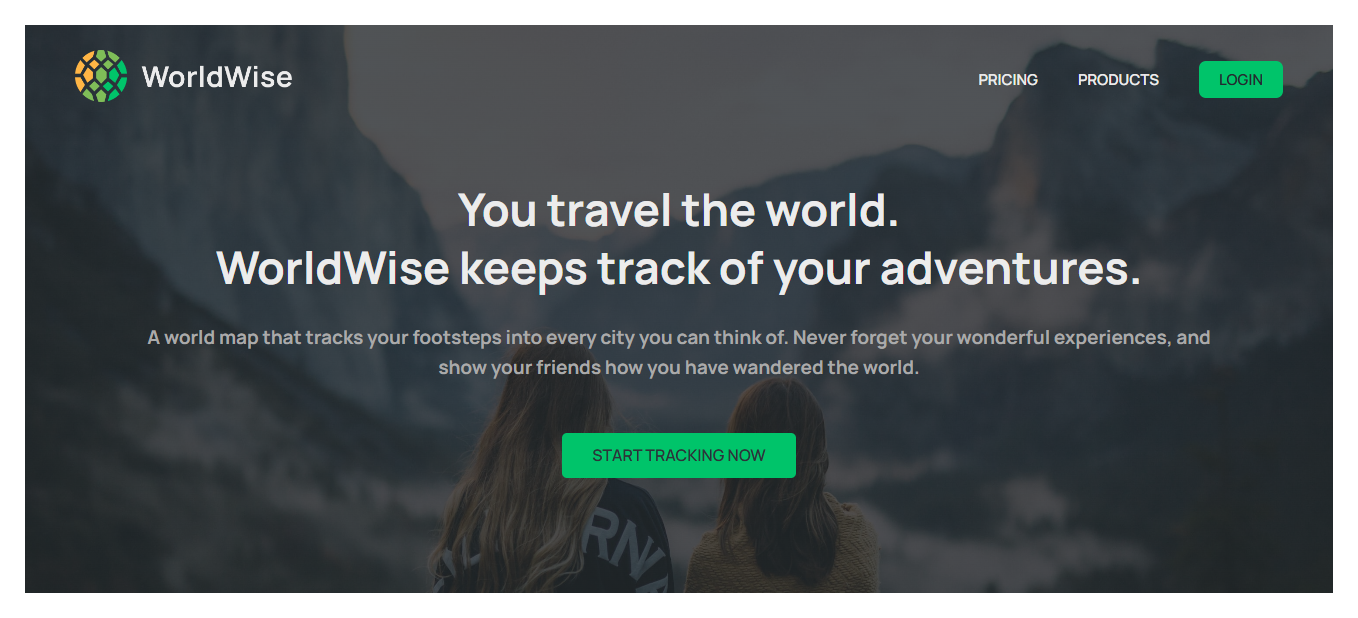 WorldWise
PRICING
PRODUCTS
LOGIN
You travel the world.
WorldWise keeps track of your adventures.
A world map that tracks your footsteps into every city you can think of. Never forget your wonderful experiences, and
show your friends how you have wandered the world.
START TRACKING NOW